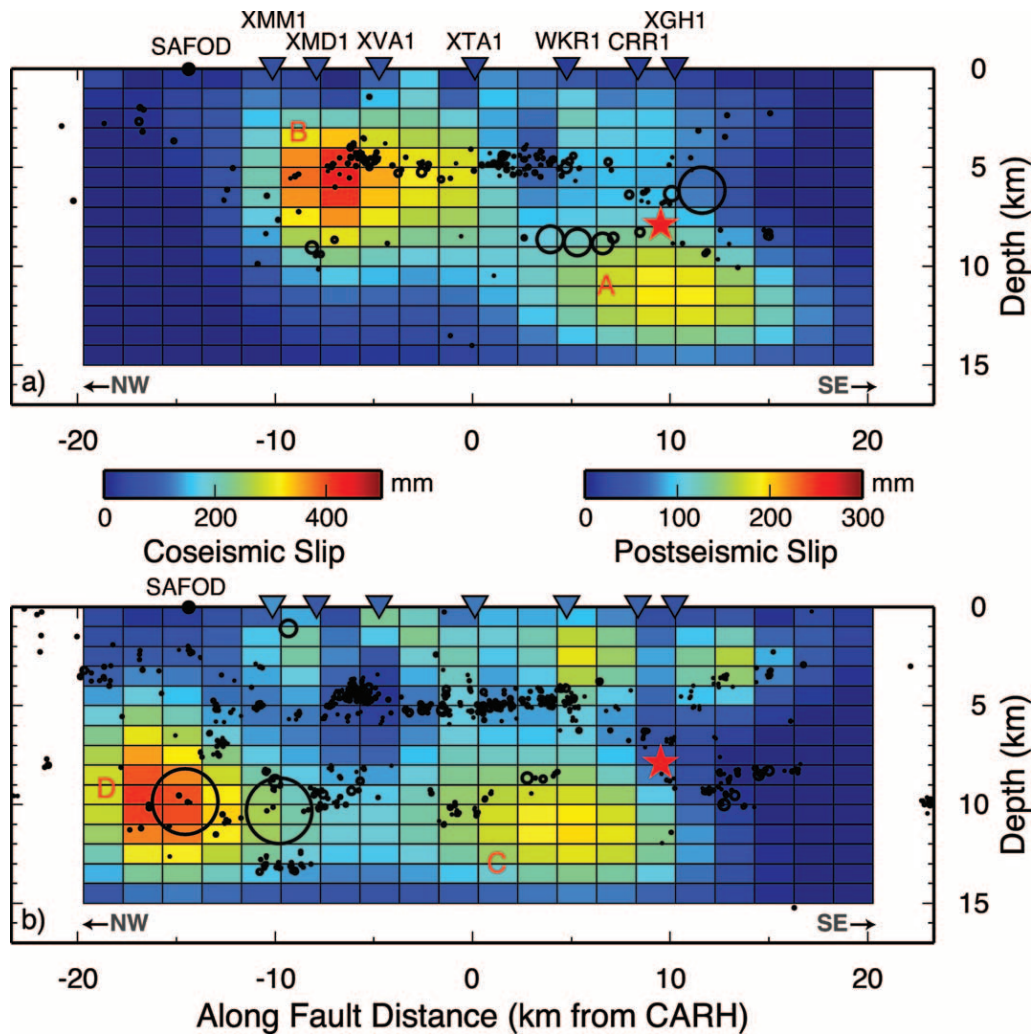 XMM1 XGH1
SAFOD XMD1 XVA1 XTA1 WKR1 CRR1
0
B
5
Depth (km)
A
10
15
a) ←NW SE→
-20 -10 0 10 20
mm mm
0 200 400 0 100 200 300
Coseismic Slip Postseismic Slip
SAFOD
0
5
Depth (km)
D
10
C
15
b) ←NW SE→
-20 -10 0 10 20
Along Fault Distance (km from CARH)